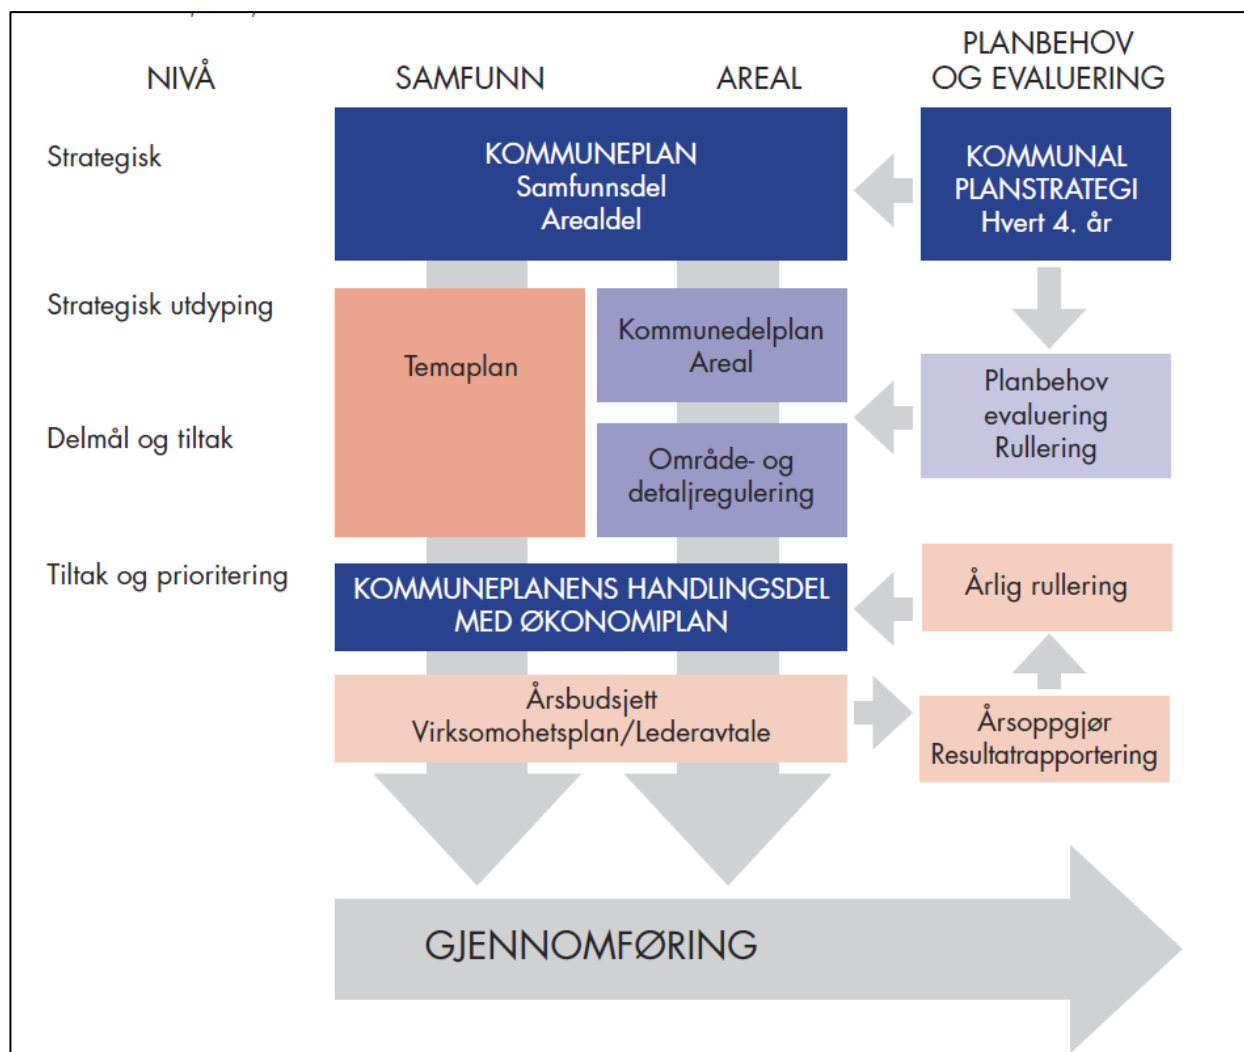 NIVÅ
SAMFUNN
AREAL
PLANBEHOV
OG EVALUERING
Strategisk
KOMMUNEPLAN
Samfunnsdel
Arealdel
KOMMUNAL
PLANSTRATEGI
Hvert 4. år
Strategisk utdyping
Temaplan
Kommunedelplan
Areal
Planbehov
evaluering
Rullering
Delmål og tiltak
Område- og
detaljregulering
Tiltak og prioritering
KOMMUNEPLANENS HANDLINGSDEL
MED ØKONOMIPLAN
Årlig rullering
Årsbudsjett
Virksomohetsplan/Lederavtale
Årsoppgjør
Resultatrapportering
GJENNOMFØRING